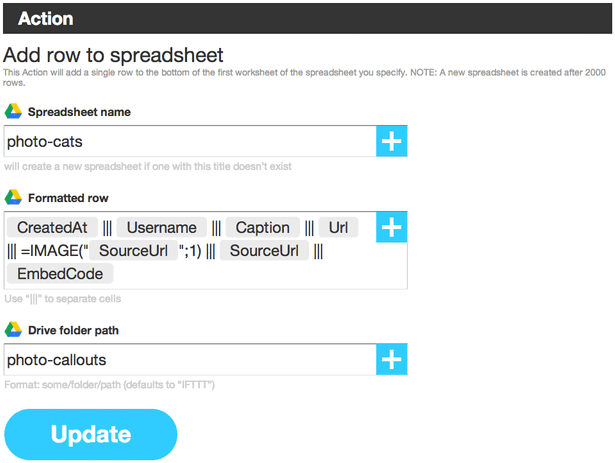 Action
Add row to spreadsheet
This Action will add a single row to the bottom of the first worksheet of the spreadsheet you specify. NOTE: A new spreadsheet is created after 2000
rows.
Spreadsheet name
photo-cats
will create a new spreadsheet if one with this title doesn't exist
Formatted row
CreatedAt ||| Username ||| Caption ||| Url
||| =IMAGE("SourceUrl";1) ||| SourceUrl |||
EmbedCode
Use "|||" to separate cells
Drive folder path
photo-callouts
Format: some/folder/path (defaults to "IFTTT")
Update